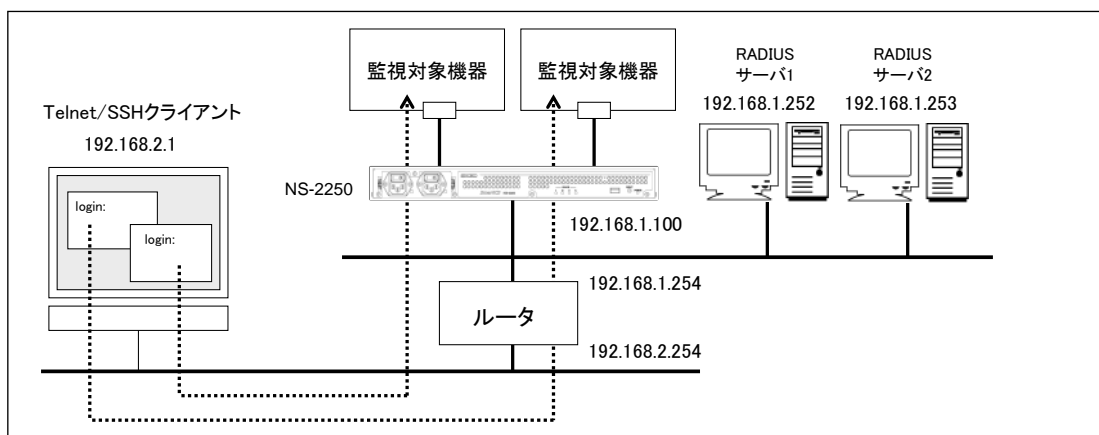 監視対象機器
監視対象機器
RADIUS
サーバ1
192.168.1.252
RADIUS
サーバ2
192.168.1.253
Telnet/SSHクライアント
192.168.2.1
login:
login:
NS-2250
192.168.1.100
192.168.1.254
ルータ
192.168.2.254